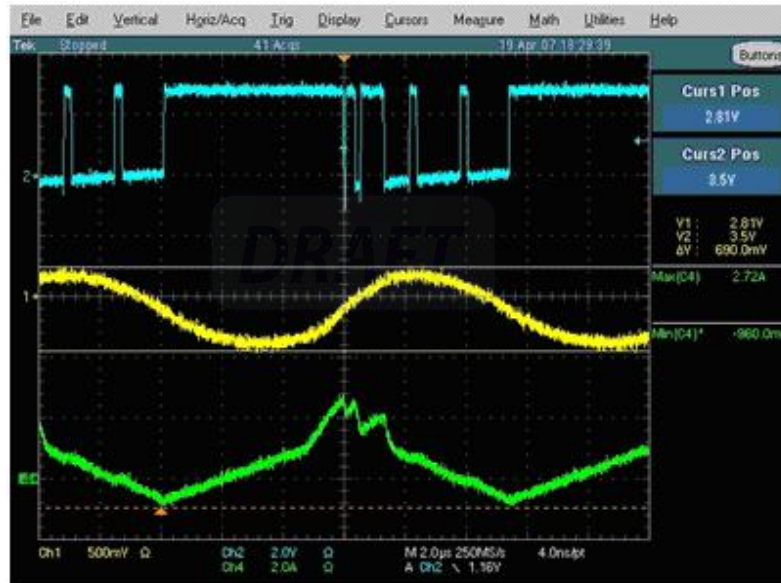 File Edit Vertical Horiz/Acq Trig Display Cursors Measure Math Utilities Help
Tek Stopped 41 Acqs 19 Apr 07 18:29:39
Buttons
Curs1 Pos
2.81V
Curs2 Pos
3.5V
V1 : 2.81V
V2 : 3.5V
ΔV : 690.0mV
Max(C4) 2.72A
Min(C4)* -960.0m
2
1
DRAFT
Ch1 500mV Ω Ch2 2.0V Ω M 2.0µs 250MS/s 4.0ns/pt
Ch4 2.0A Ω A Ch2 \ 1.16V